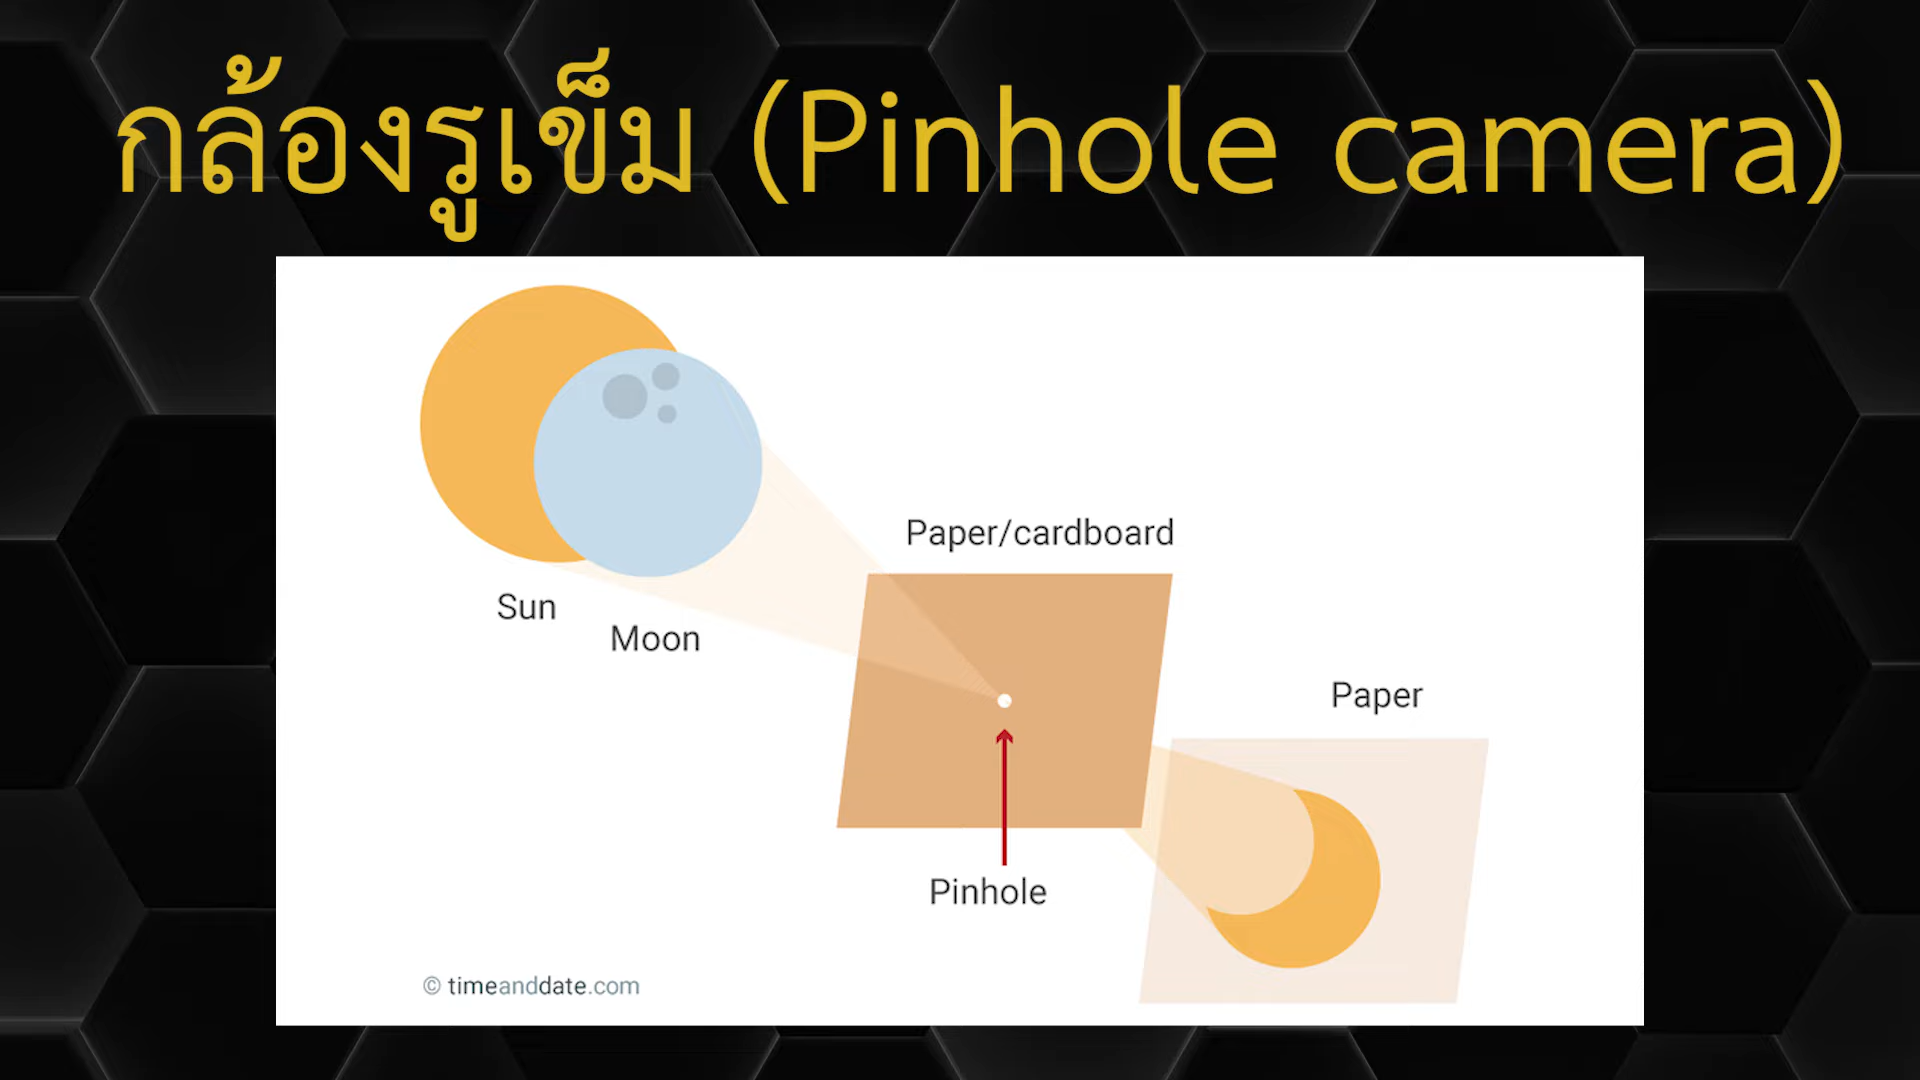 กล้องรูเข็ม (Pinhole camera)
Paper/cardboard
Sun
Moon
Paper
Pinhole
© timeanddate.com